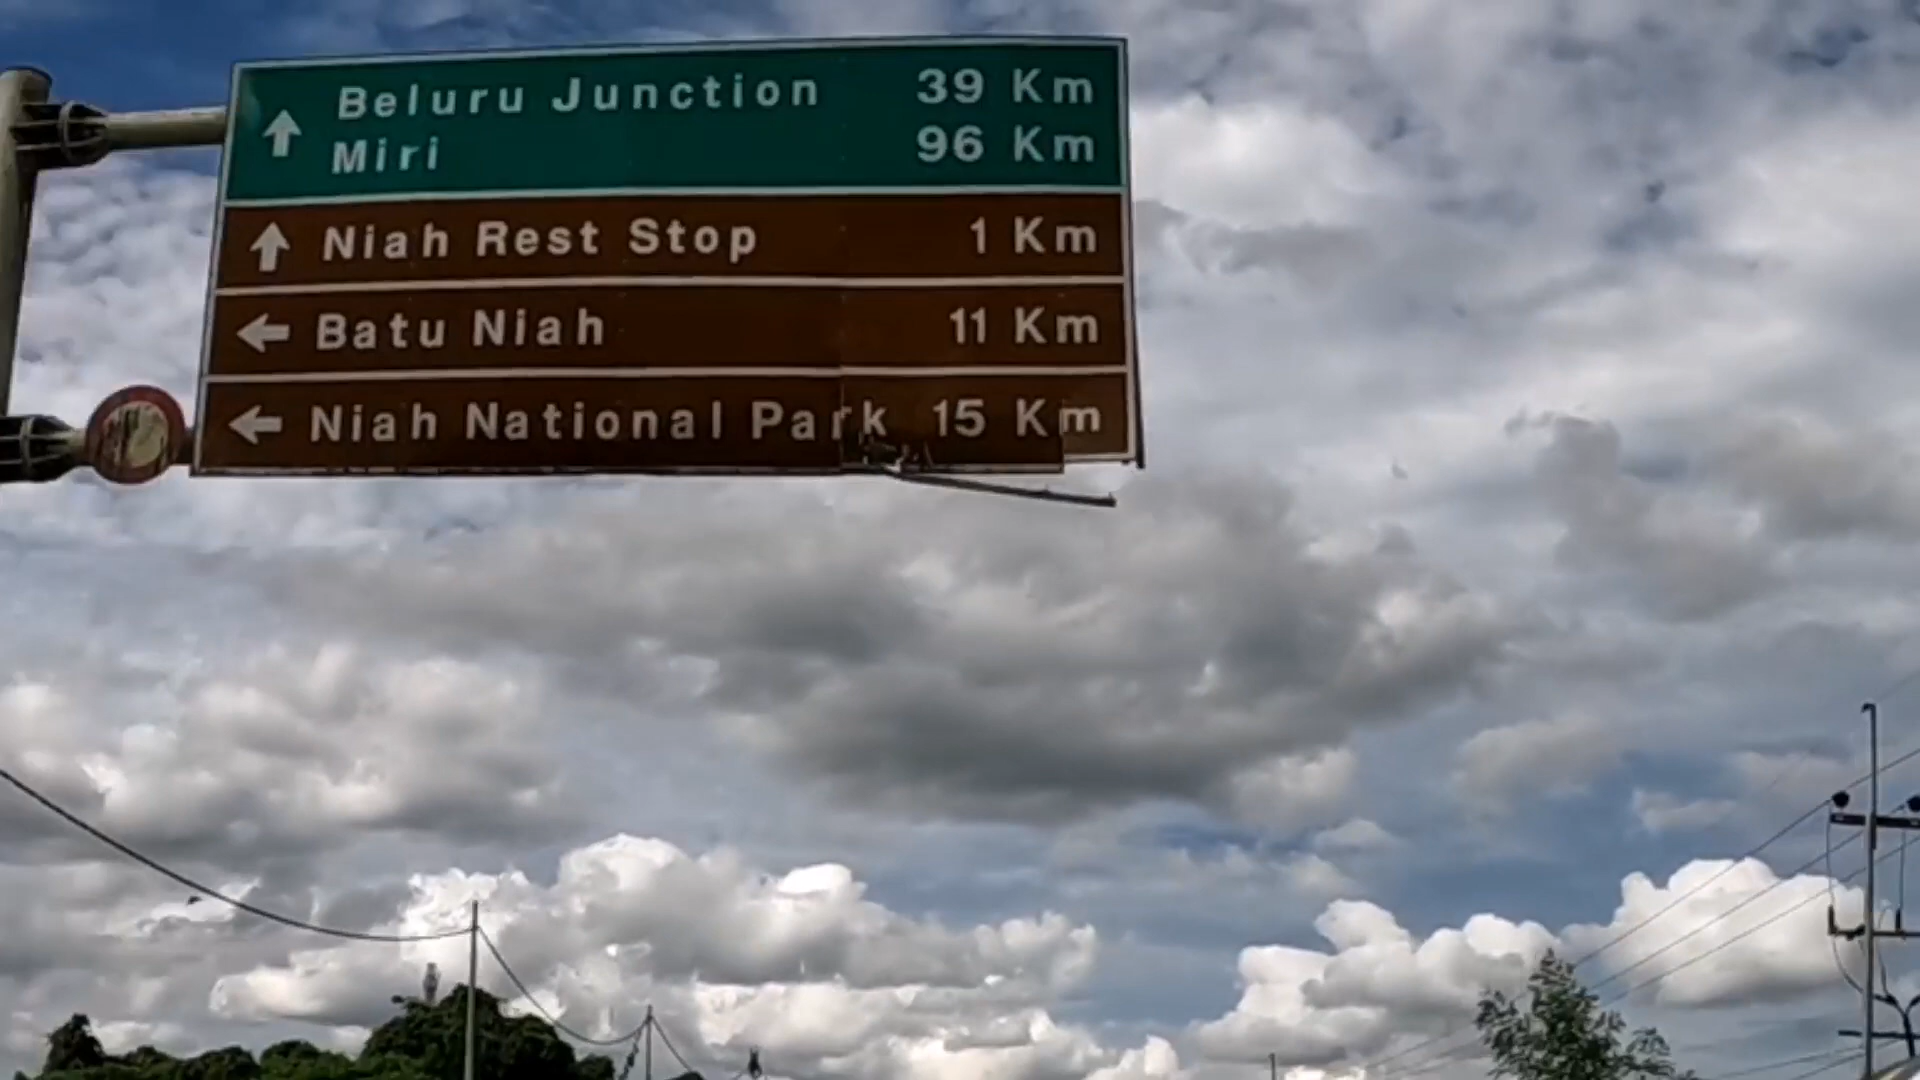 Beluru Junction 39 Km
Miri 96 Km
Niah Rest Stop 1 Km
Batu Niah 11 Km
Niah National Park 15 Km